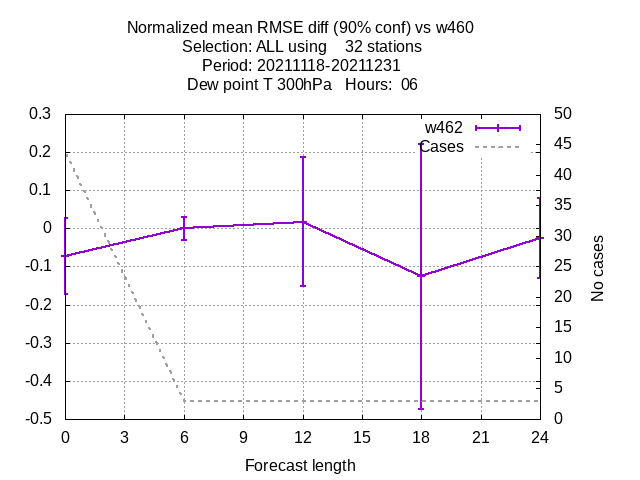 Normalized mean RMSE diff (90% conf) vs w460
Selection: ALL using    32 stations
Period: 20211118-20211231
Dew point T 300hPa   Hours:  06
w462
Cases
0.3
0.2
0.1
0
-0.1
-0.2
-0.3
-0.4
-0.5
50
45
40
35
30
25
20
15
10
5
0
No cases
0 3 6 9 12 15 18 21 24
Forecast length